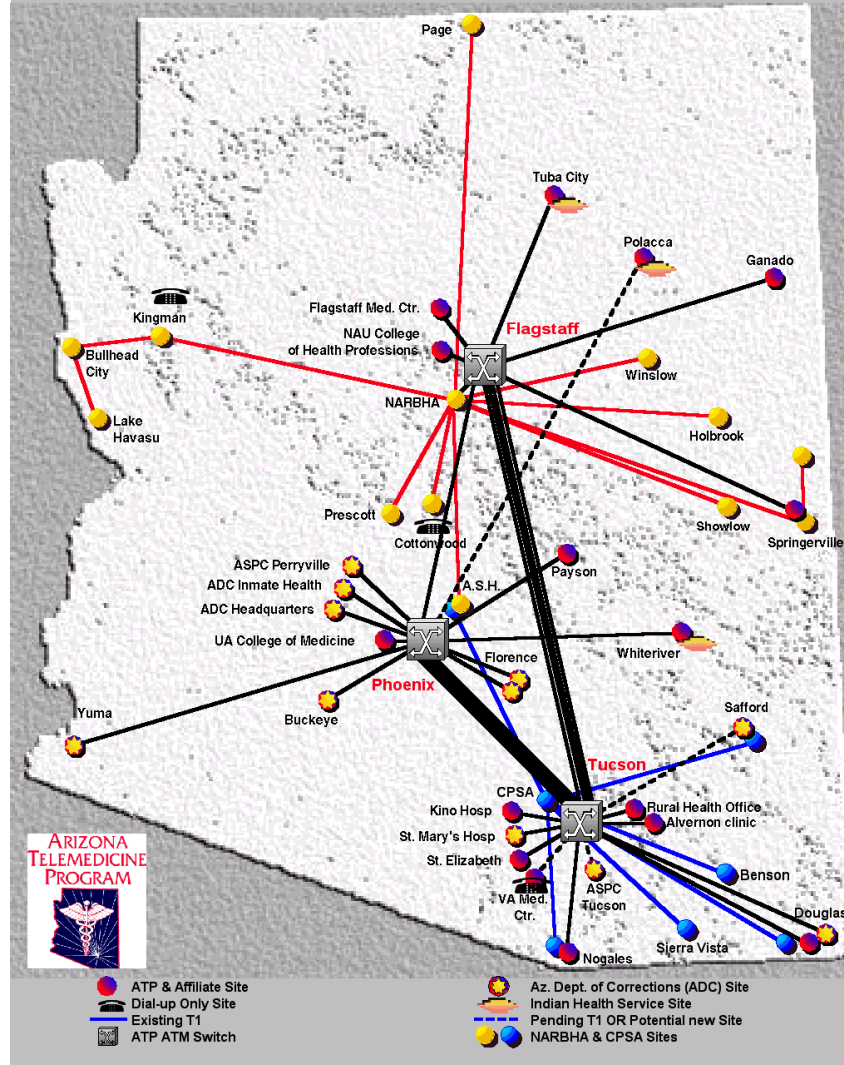 Page
Tuba City
Polacca
Ganado
Flagstaff Med. Ctr.
Flagstaff
NAU College
of Health Professions
Kingman
Bullhead
City
Winslow
Lake
Havasu
NARBHA
Holbrook
Prescott
Cottonwood
Showlow
Springerville
ASPC Perryville
ADC Inmate Health
ADC Headquarters
UA College of Medicine
A.S.H.
Payson
Whiteriver
Florence
Phoenix
Buckeye
Yuma
Safford
Tucson
CPSA
Kino Hosp
St. Mary's Hosp
St. Elizabeth
VA Med.
Ctr.
Rural Health Office
Alvernon clinic
ASPC
Tucson
Benson
Douglas
Sierra Vista
Nogales
ARIZONA
TELEMEDICINE
PROGRAM
ATP & Affiliate Site
Dial-up Only Site
Existing T1
ATP ATM Switch
Az. Dept. of Corrections (ADC) Site
Indian Health Service Site
Pending T1 OR Potential new Site
NARBHA & CPSA Sites